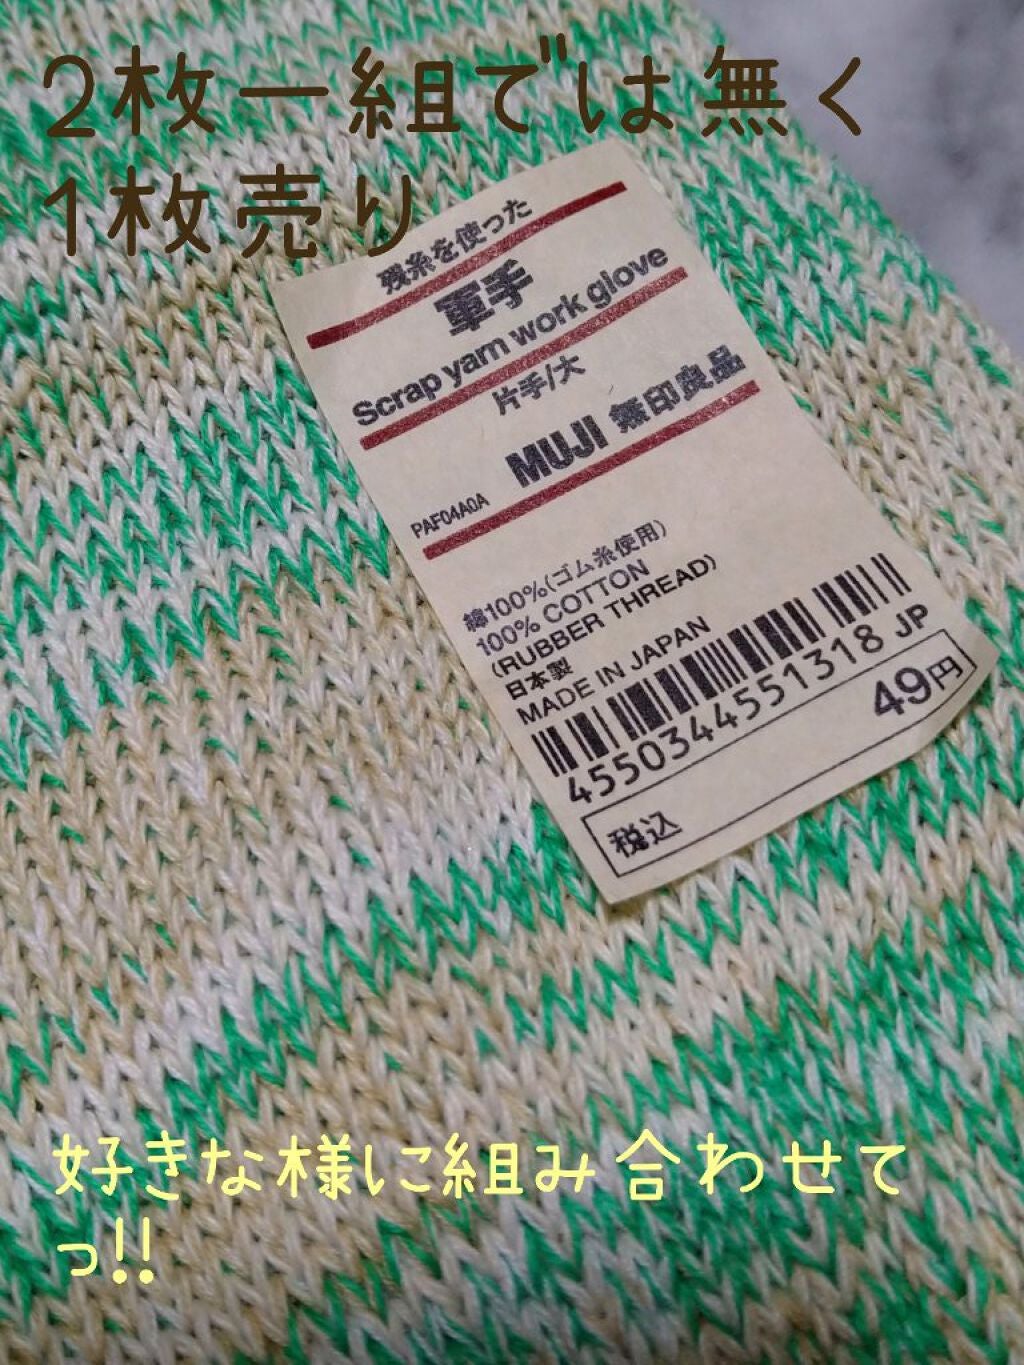 2枚一組では無く
1枚売り
残糸を使った
軍手
Scrap yarn work glove
片手/大
MUJI 無印良品
PAF04A0A
綿100%(ゴム糸使用)
100% COTTON
(RUBBER THREAD)
日本製
MADE IN JAPAN
4550344551318 JP
税込 49円
好きな様に組み合わせて
っ!!